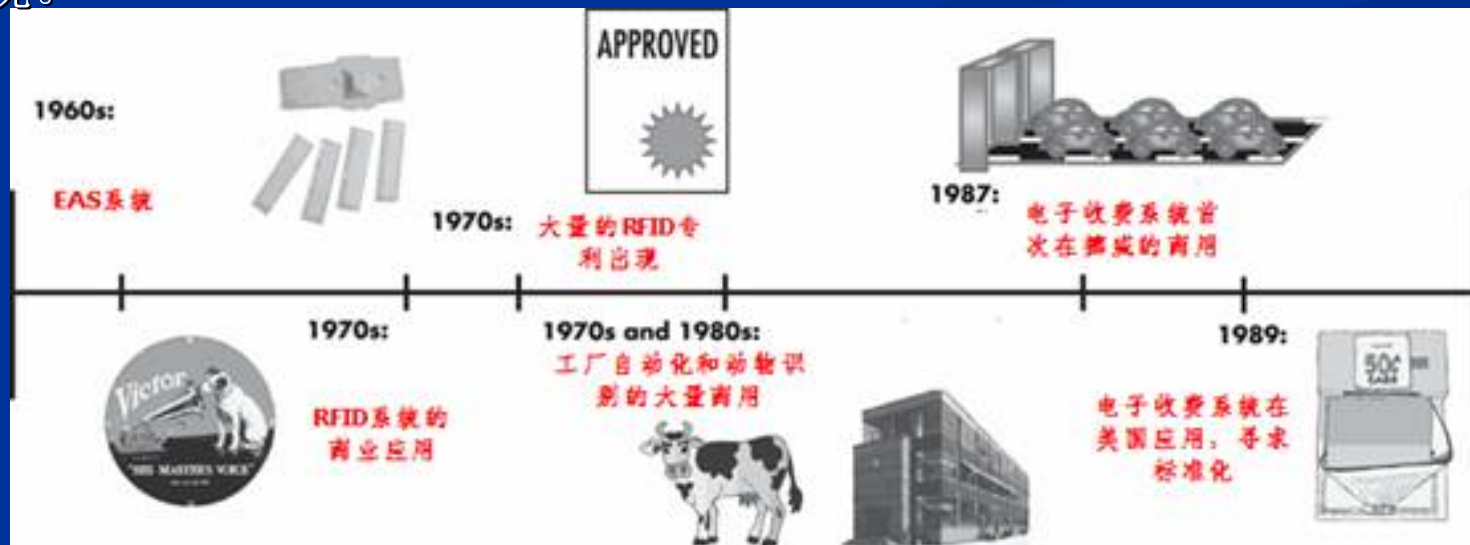 1960s:
EAS系统
APPROVED
1970s:
大量的RFID专
利出现
1987:
电子收费系统首
次在挪威的商用
1970s:
RFID系统的
商业应用
Victor
"HIS MASTER'S VOICE"
1970s and 1980s:
工厂自动化和动物识
别的大量商用
1989:
电子收费系统在
美国应用，寻求
标准化
50¢